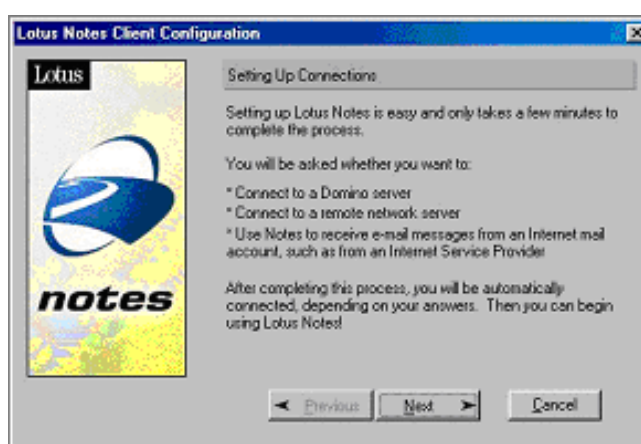 Lotus Notes Client Configuration
Lotus
notes
Setting Up Connections
Setting up Lotus Notes is easy and only takes a few minutes to
complete the process.
You will be asked whether you want to:
* Connect to a Domino server
* Connect to a remote network server
* Use Notes to receive e-mail messages from an Internet mail
account, such as from an Internet Service Provider
After completing this process, you will be automatically
connected, depending on your answers. Then you can begin
using Lotus Notes!
Previous
Next
Cancel